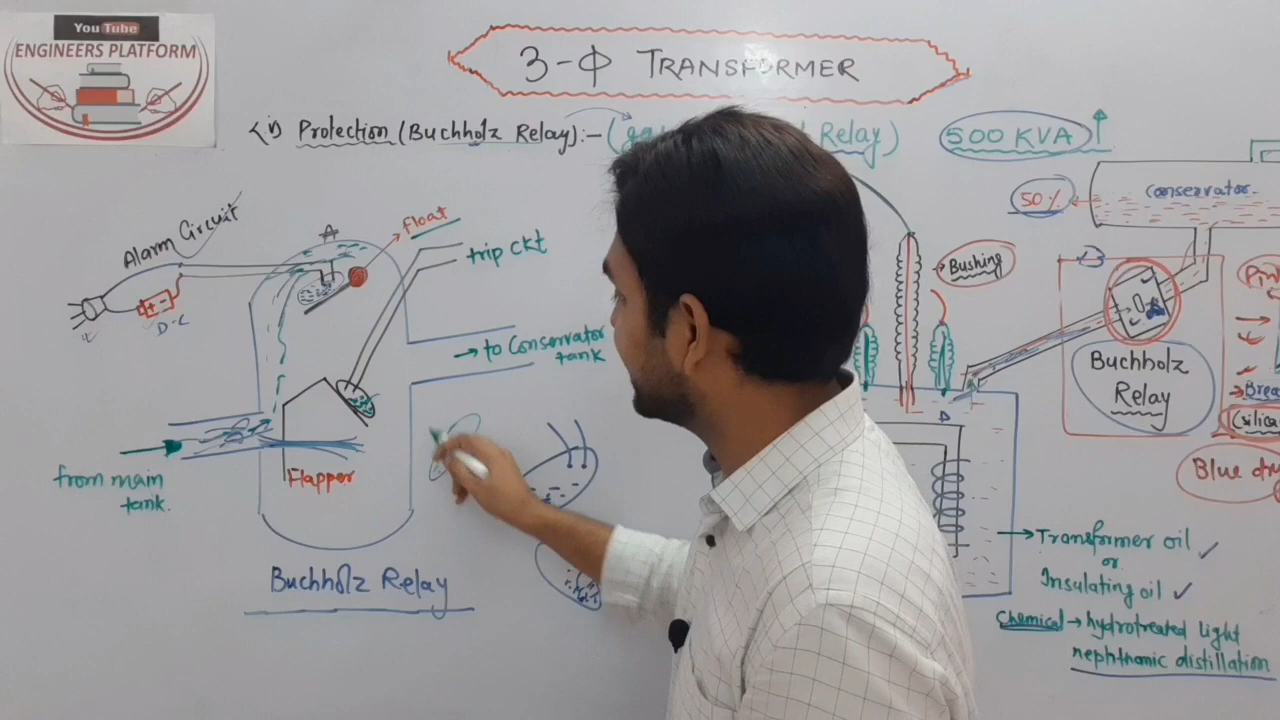 YouTube
ENGINEERS PLATFORM
3-Φ TRANSFORMER
<i> Protection (Buchholz Relay):- ( Relay)
500 KVA
conservator
50%
Alarm Circuit
A
float
trip ckt
+ -
D.C
Bushing
→ to Conservator
tank
Buchholz
Relay
from main
tank.
Flapper
Blue
Buchholz Relay
→ Transformer oil ✓
or
Insulating oil ✓
Chemical → hydrotreated light
nephthnomic distillation